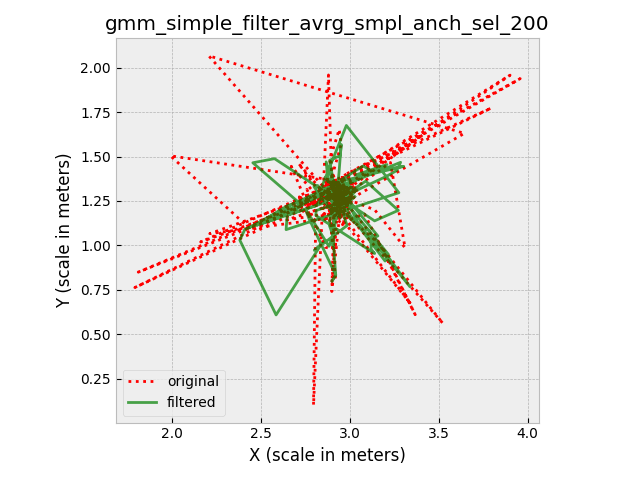 gmm_simple_filter_avrg_smpl_anch_sel_200
2.00
1.75
1.50
1.25
1.00
0.75
0.50
0.25
Y (scale in meters)
original
filtered
2.0 2.5 3.0 3.5 4.0
X (scale in meters)